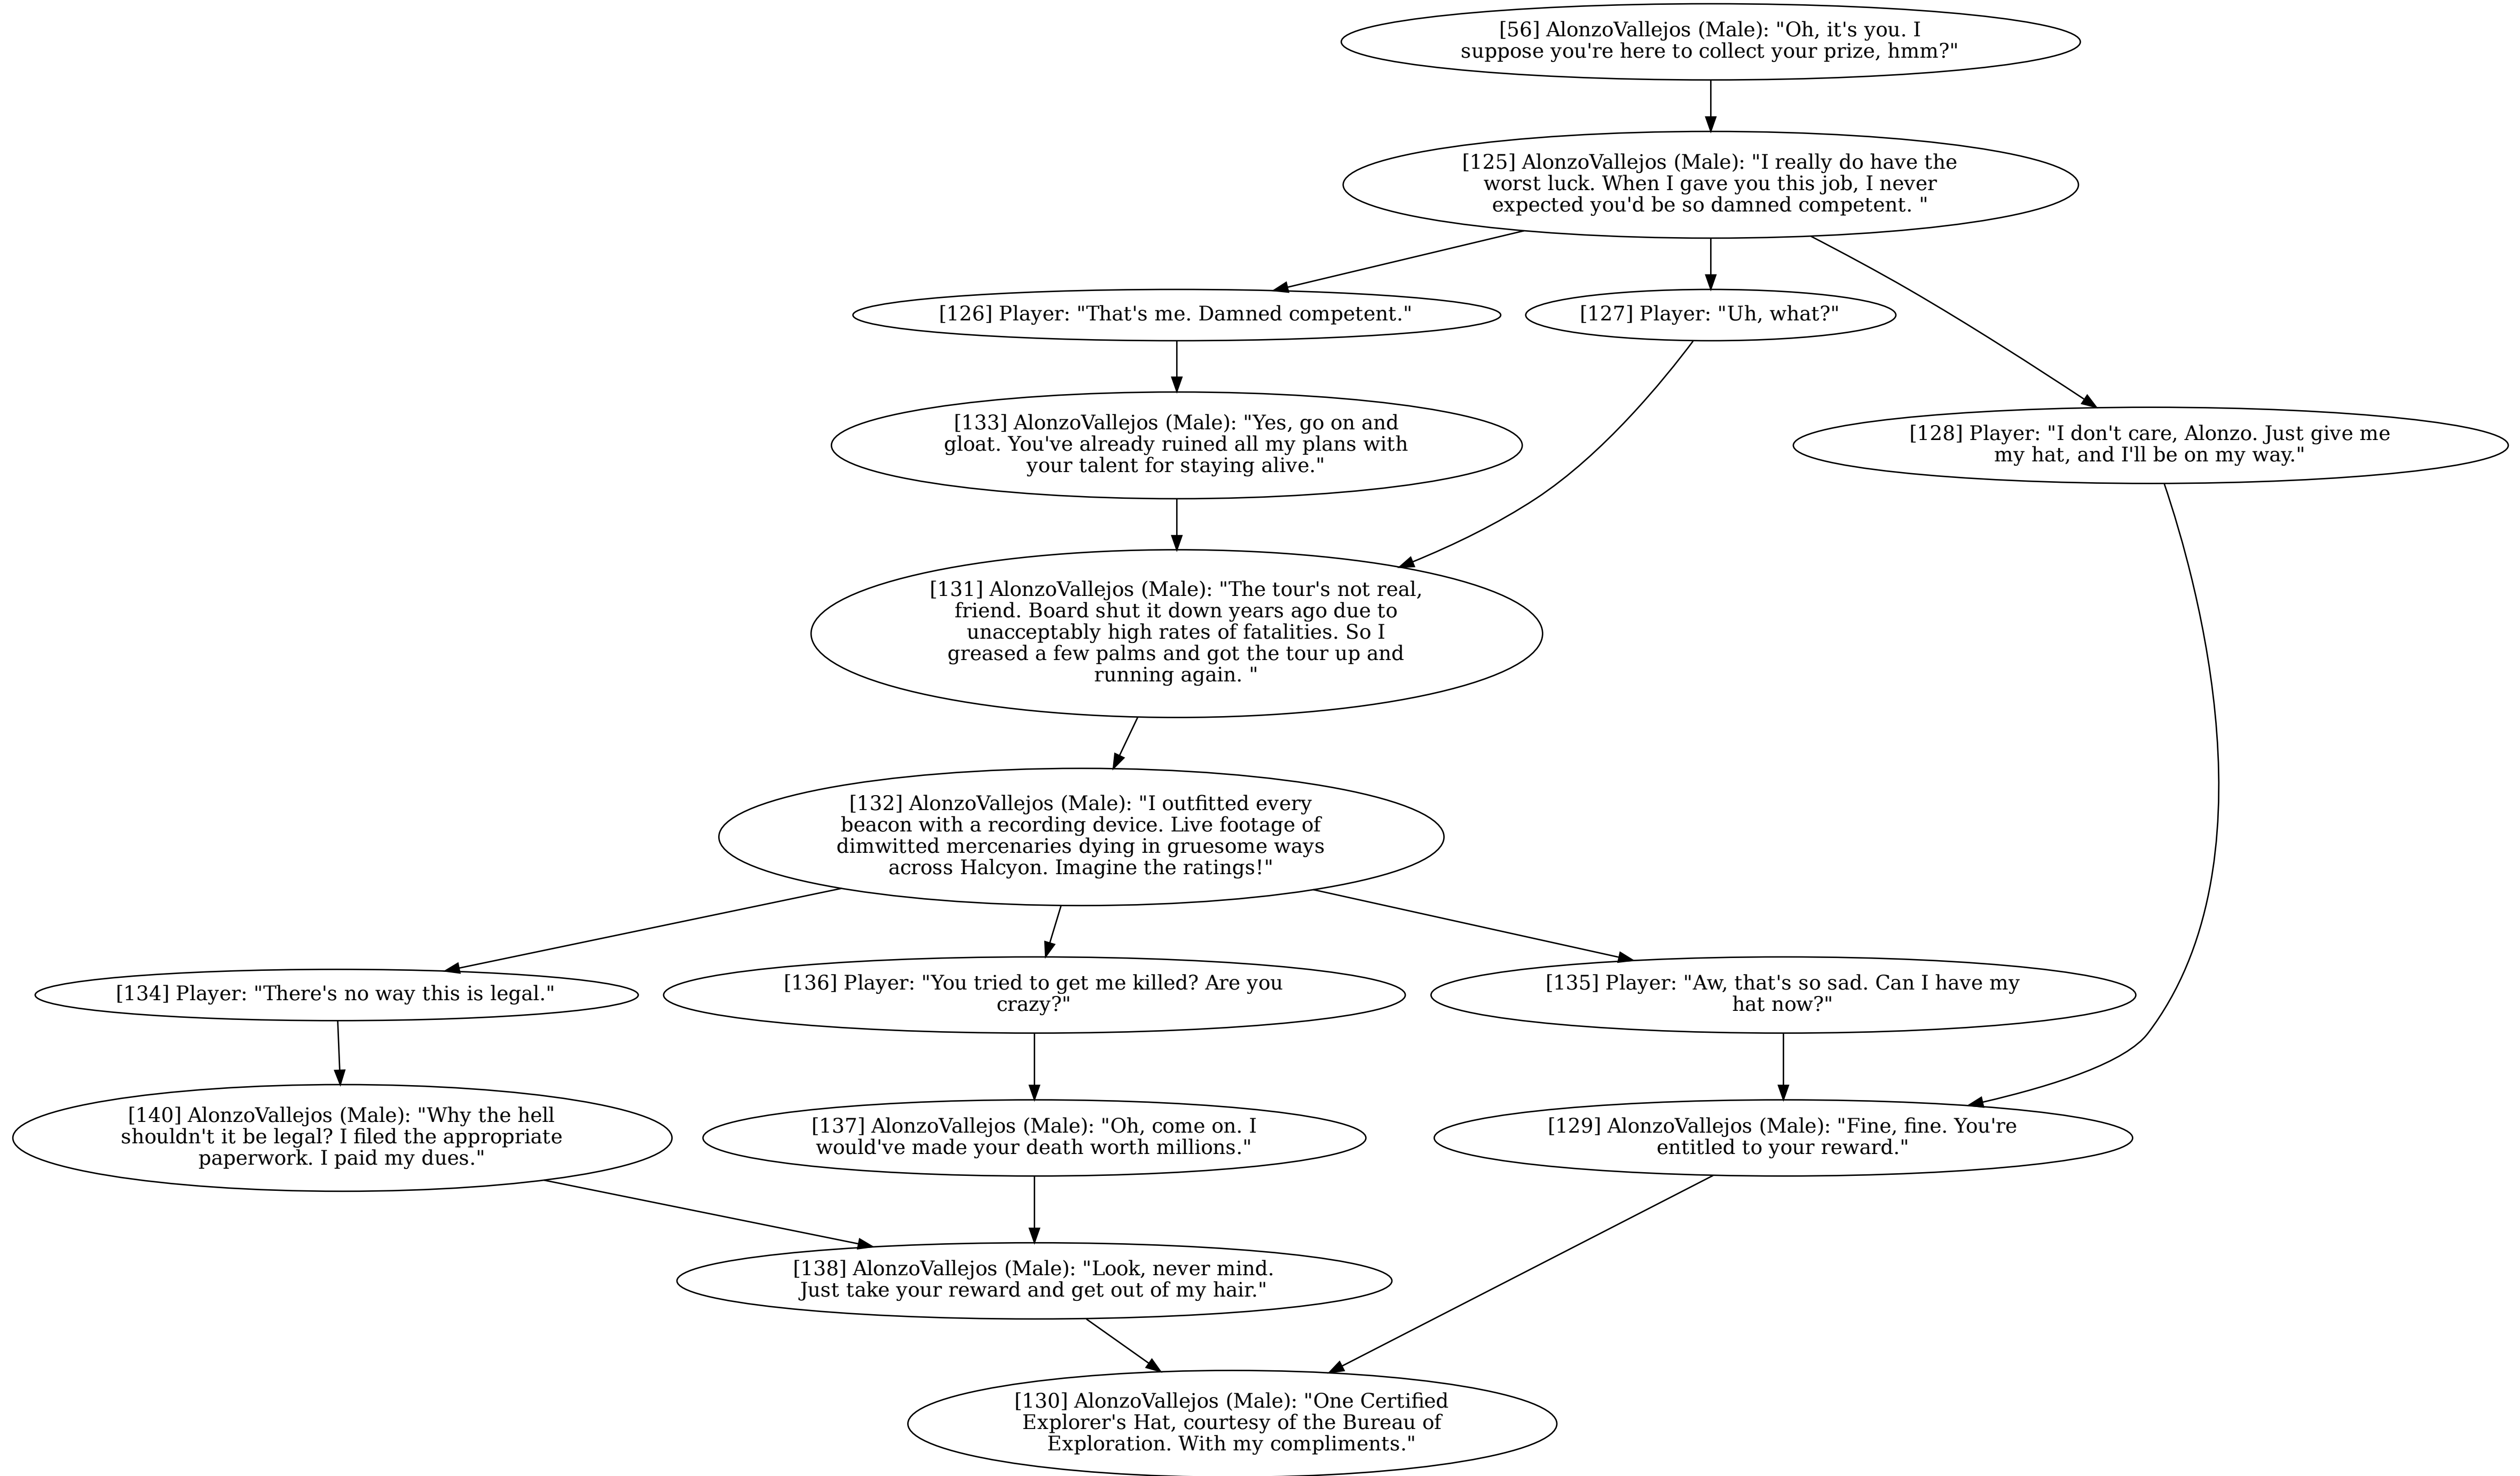 [56] AlonzoVallejos (Male): "Oh, it's you. I
suppose you're here to collect your prize, hmm?"
[125] AlonzoVallejos (Male): "I really do have the
worst luck. When I gave you this job, I never
expected you'd be so damned competent. "
[126] Player: "That's me. Damned competent."
[127] Player: "Uh, what?"
[133] AlonzoVallejos (Male): "Yes, go on and
gloat. You've already ruined all my plans with
your talent for staying alive."
[128] Player: "I don't care, Alonzo. Just give me
my hat, and I'll be on my way."
[131] AlonzoVallejos (Male): "The tour's not real,
friend. Board shut it down years ago due to
unacceptably high rates of fatalities. So I
greased a few palms and got the tour up and
running again. "
[132] AlonzoVallejos (Male): "I outfitted every
beacon with a recording device. Live footage of
dimwitted mercenaries dying in gruesome ways
across Halcyon. Imagine the ratings!"
[134] Player: "There's no way this is legal."
[136] Player: "You tried to get me killed? Are you
crazy?"
[135] Player: "Aw, that's so sad. Can I have my
hat now?"
[140] AlonzoVallejos (Male): "Why the hell
shouldn't it be legal? I filed the appropriate
paperwork. I paid my dues."
[137] AlonzoVallejos (Male): "Oh, come on. I
would've made your death worth millions."
[129] AlonzoVallejos (Male): "Fine, fine. You're
entitled to your reward."
[138] AlonzoVallejos (Male): "Look, never mind.
Just take your reward and get out of my hair."
[130] AlonzoVallejos (Male): "One Certified
Explorer's Hat, courtesy of the Bureau of
Exploration. With my compliments."